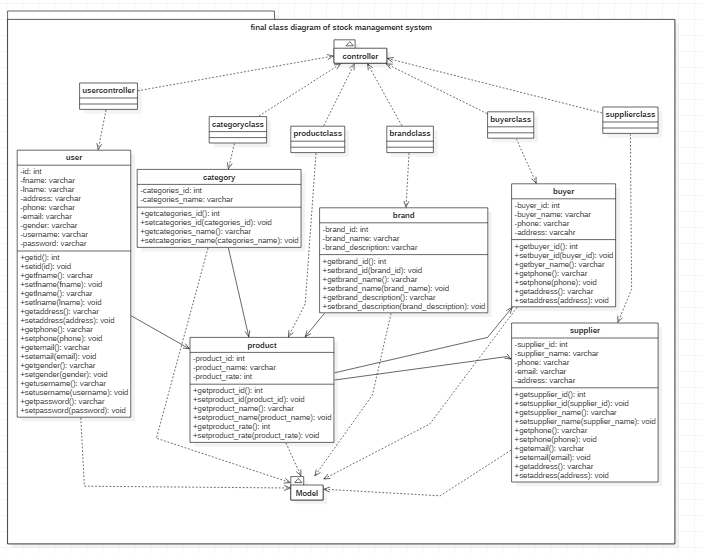 final class diagram of stock management system
controller
usercontroller
categoryclass
productclass
brandclass
buyerclass
supplierclass
user
-id: int
-fname: varchar
-lname: varchar
-address: varchar
-phone: varchar
-email: varchar
-gender: varchar
-username: varchar
-password: varchar
+getid(): int
+setid(id): void
+getfname(): varchar
+setfname(fname): void
+getlname(): varchar
+setlname(lname): void
+getaddress(): varchar
+setaddress(address): void
+getphone(): varchar
+setphone(phone): void
+getemail(): varchar
+setemail(email): void
+getgender(): varchar
+setgender(gender): void
+getusername(): varchar
+setusername(username): void
+getpassword(): varchar
+setpassword(password): void
category
-categories_id: int
-categories_name: varchar
+getcategories_id(): int
+setcategories_id(categories_id): void
+getcategories_name(): varchar
+setcategories_name(categories_name): void
brand
-brand_id: int
-brand_name: varchar
-brand_description: varchar
+getbrand_id(): int
+setbrand_id(brand_id): void
+getbrand_name(): varchar
+setbrand_name(brand_name): void
+getbrand_description(): varchar
+setbrand_description(brand_description): void
buyer
-buyer_id: int
-buyer_name: varchar
-phone: varchar
-address: varcahr
+getbuyer_id(): int
+setbuyer_id(buyer_id): void
+getbyer_name(): varchar
+getphone(): varchar
+setphone(phone): void
+getaddress(): varchar
+setaddress(address): void
product
-product_id: int
-product_name: varchar
-product_rate: int
+getproduct_id(): int
+setproduct_id(product_id): void
+getproduct_name(): varchar
+setproduct_name(product_name): void
+getproduct_rate(): int
+setproduct_rate(product_rate): void
supplier
-supplier_id: int
-supplier_name: varchar
-phone: varchar
-email: varchar
-address: varchar
+getsupplier_id(): int
+setsupplier_id(supplier_id): void
+getsupplier_name(): varchar
+setsupplier_name(supplier_name): void
+getphone(): varchar
+setphone(phone): void
+getemail(): varchar
+setemail(email): void
+getaddress(): varchar
+setaddress(address): void
Model